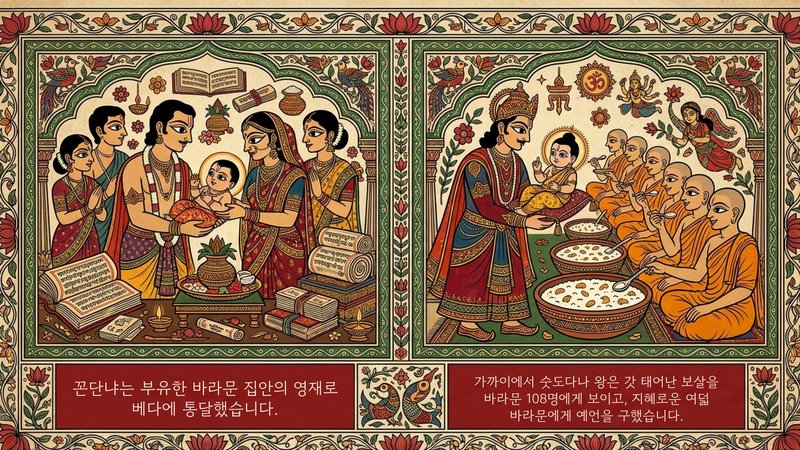 꼰단냐는 부유한 바라문 집안의 영재로
베다에 통달했습니다.
가까이에서 숫도다나 왕은 갓 태어난 보살을
바라문 108명에게 보이고, 지혜로운 여덟
바라문에게 예언을 구했습니다.
ॐ